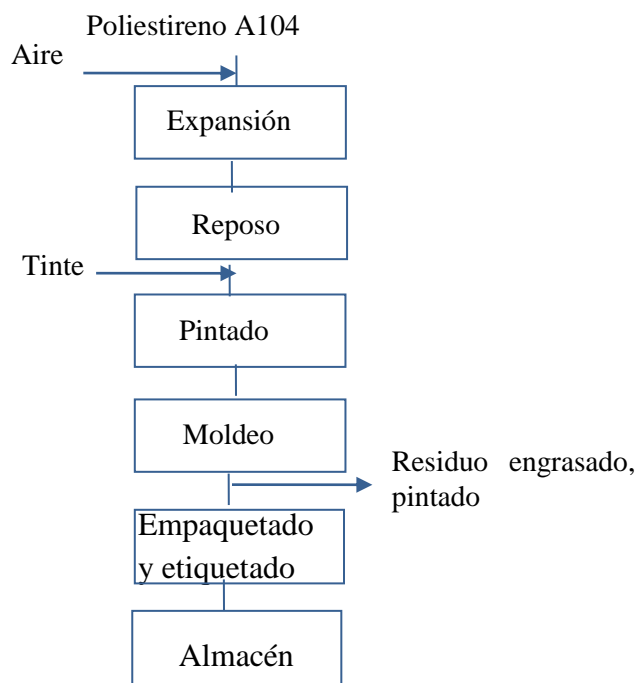 Poliestireno A104
Aire
Expansión
Reposo
Tinte
Pintado
Moldeo
Residuo engrasado,
pintado
Empaquetado
y etiquetado
Almacén